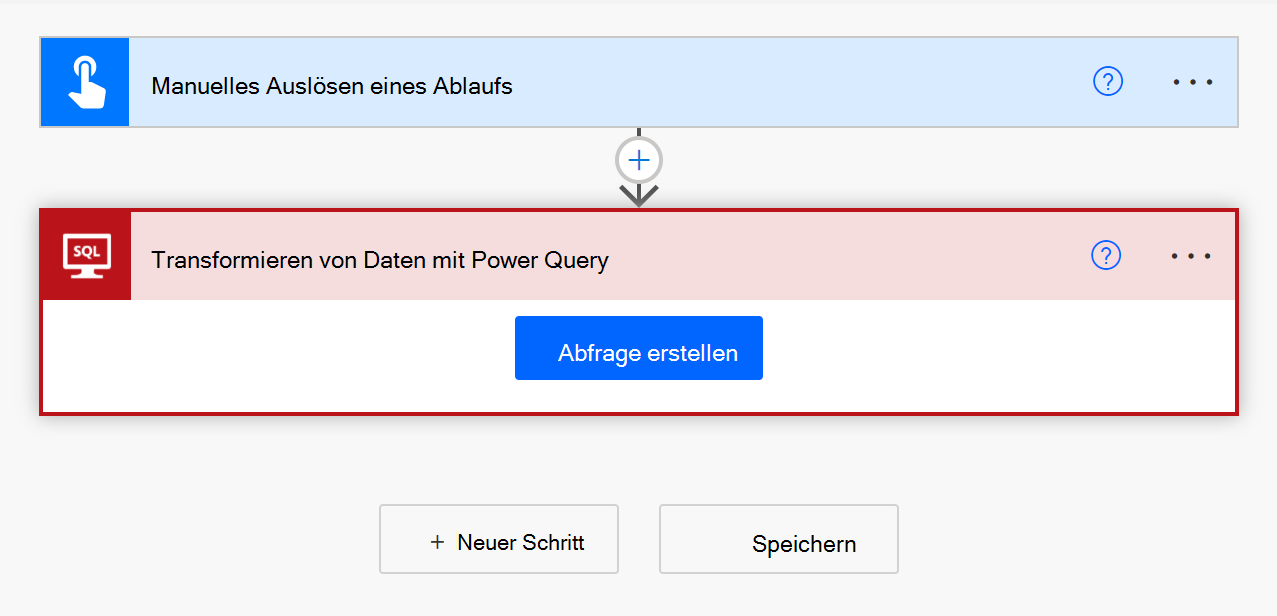 Manuelles Auslösen eines Ablaufs
?
SQL
Transformieren von Daten mit Power Query
?
Abfrage erstellen
+ Neuer Schritt
Speichern